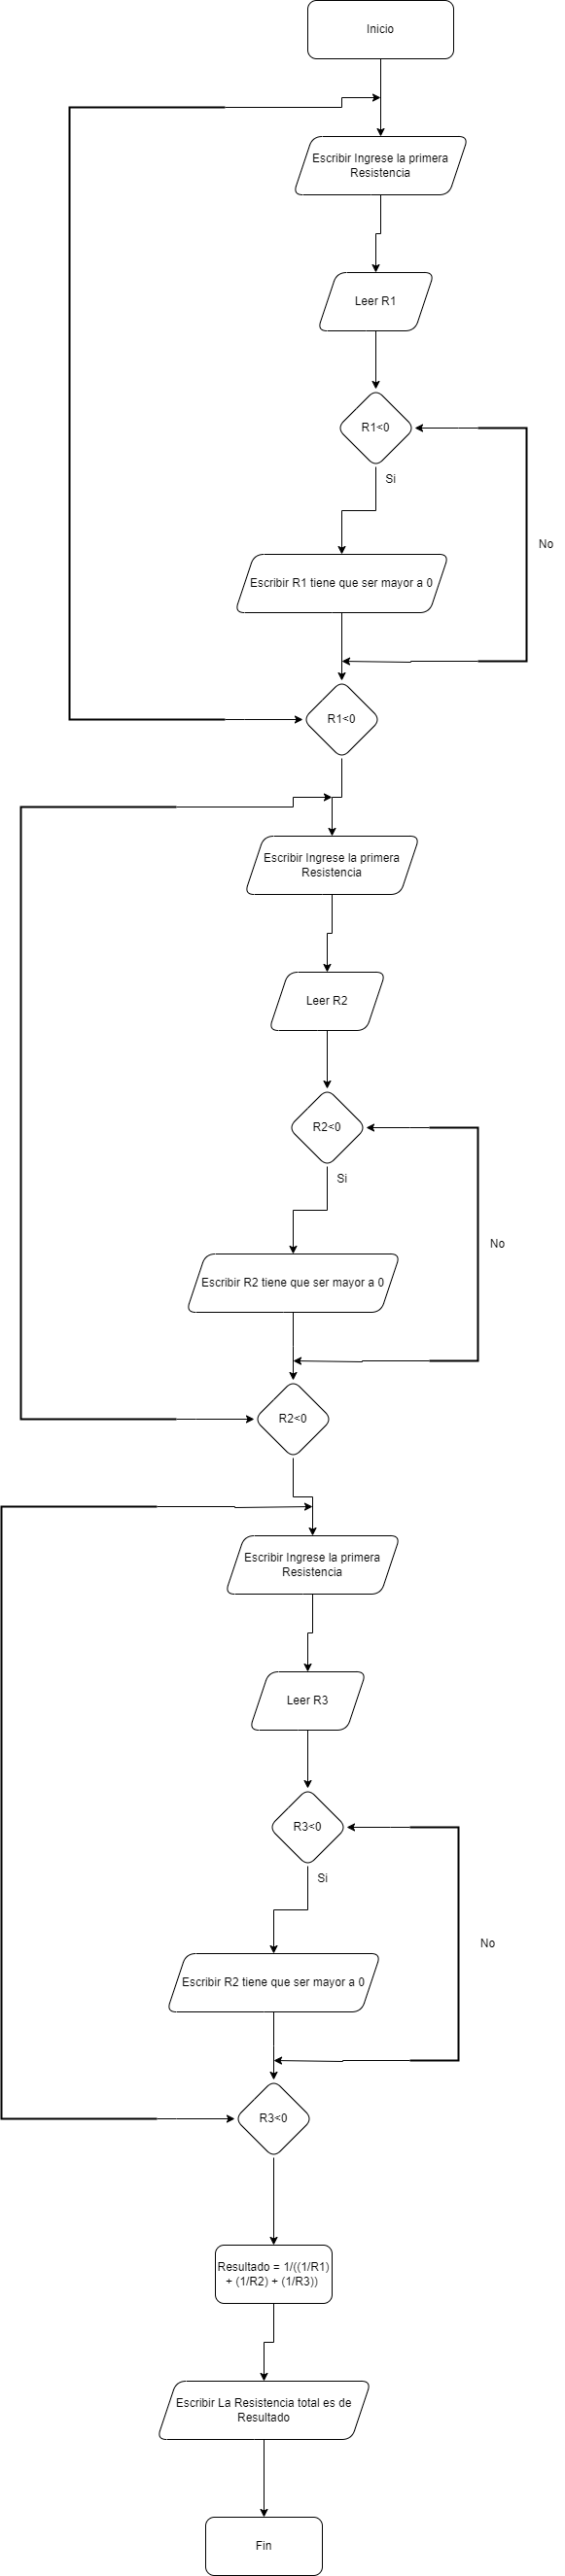 Inicio
Escribir Ingrese la primera
Resistencia
Leer R1
R1<0
Si
No
Escribir R1 tiene que ser mayor a 0
R1<0
Escribir Ingrese la primera
Resistencia
Leer R2
R2<0
Si
No
Escribir R2 tiene que ser mayor a 0
R2<0
Escribir Ingrese la primera
Resistencia
Leer R3
R3<0
Si
No
Escribir R2 tiene que ser mayor a 0
R3<0
Resultado = 1/((1/R1)
+ (1/R2) + (1/R3))
Escribir La Resistencia total es de
Resultado
Fin